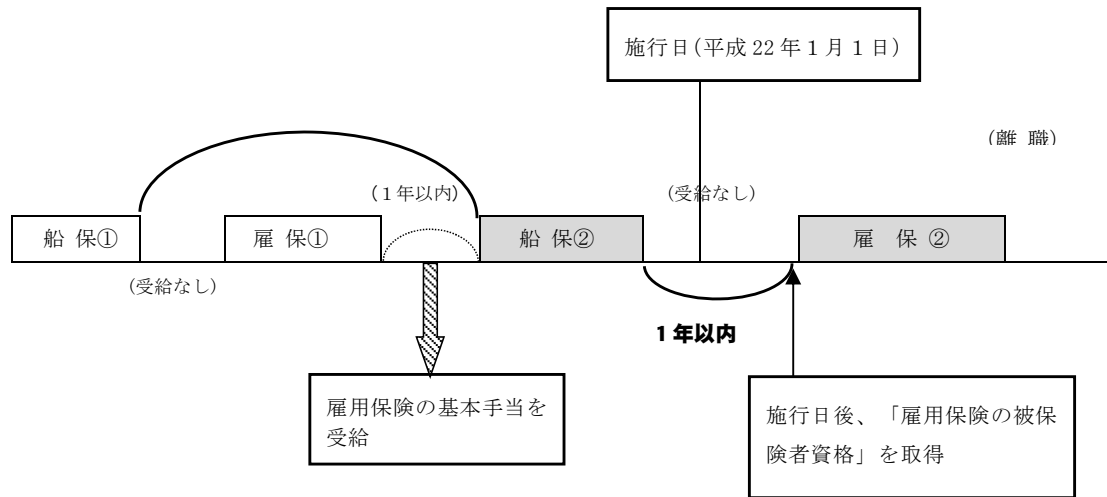 施行日(平成 22 年 1 月 1 日)
(離 職)
(1年以内)
(受給なし)
船 保①
雇 保①
船 保②
雇 保 ②
(受給なし)
1 年以内
雇用保険の基本手当を
受給
施行日後、「雇用保険の被保
険者資格」を取得